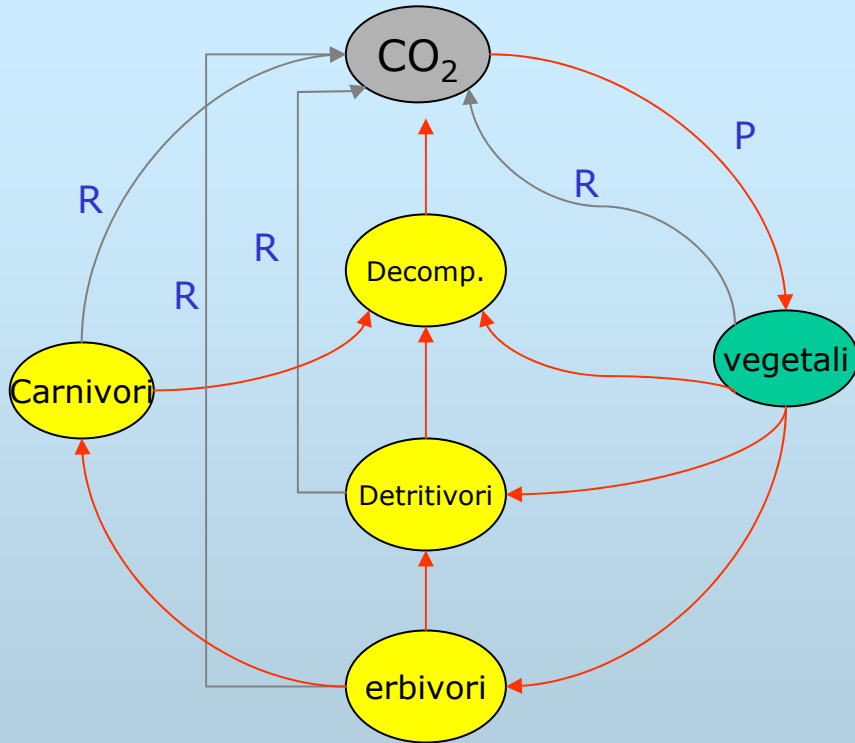 CO₂
P
R
R
R
R
Decomp.
vegetali
Carnivori
Detritivori
erbivori